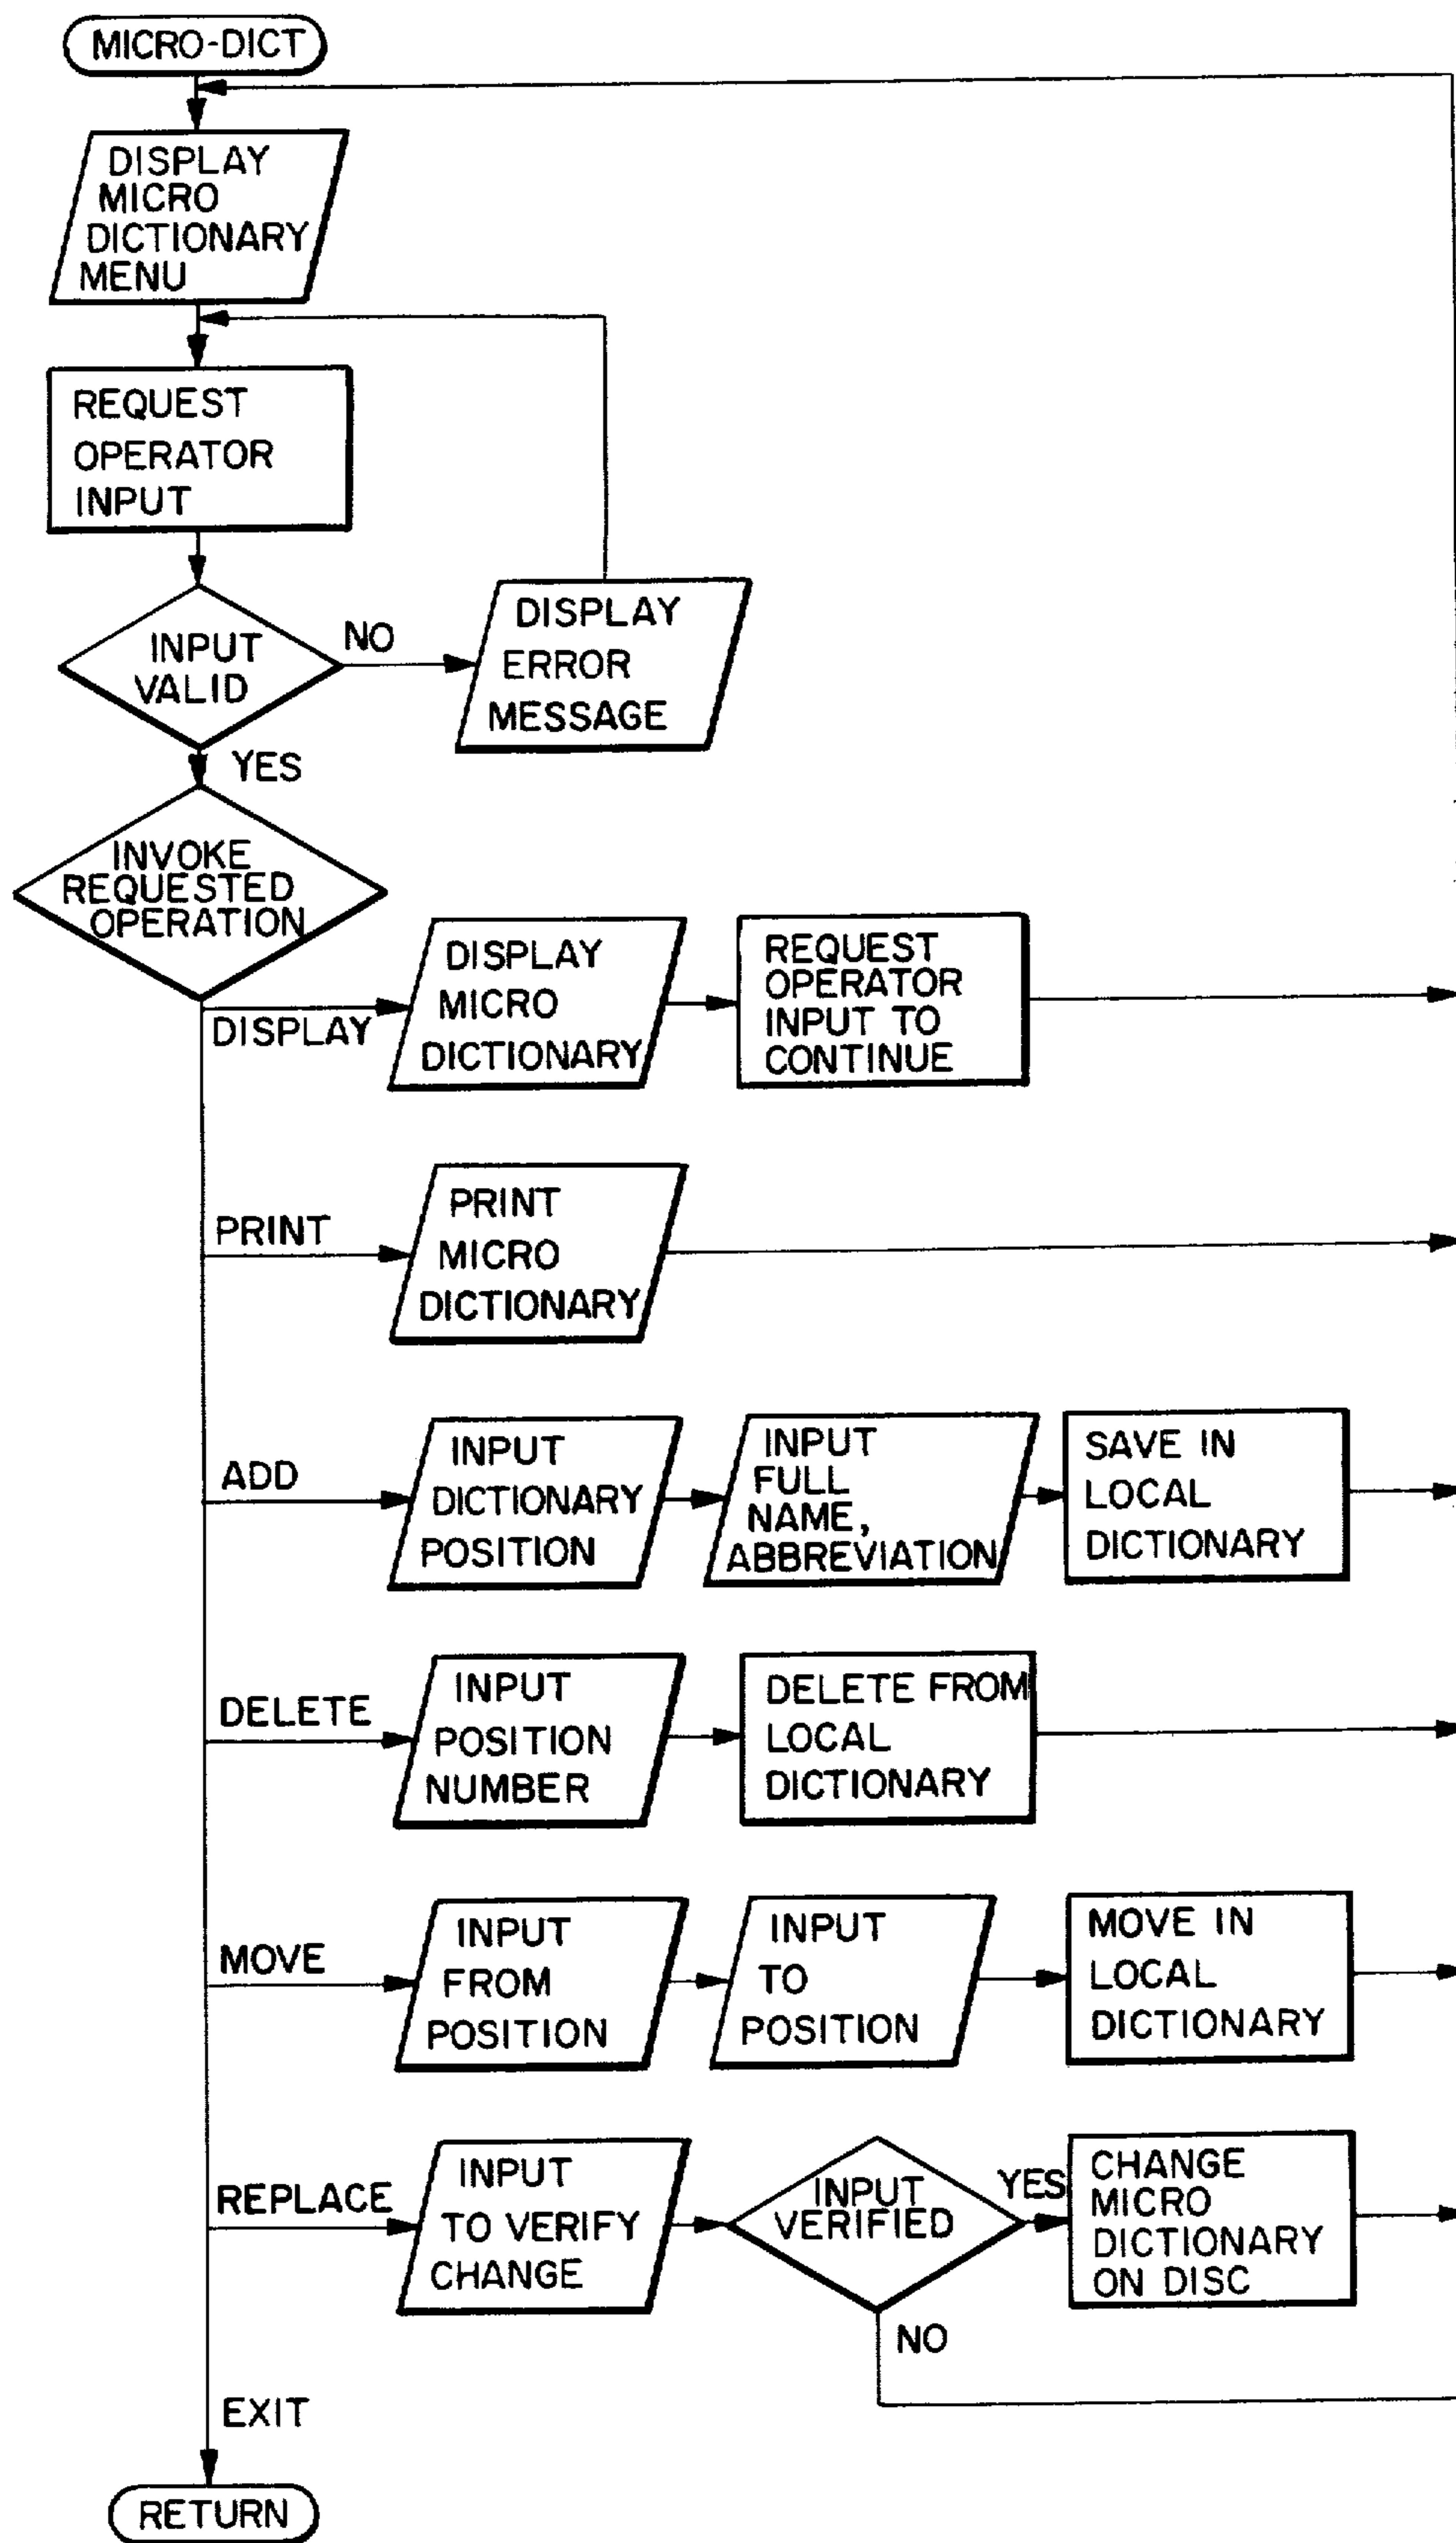 MICRO-DICT
DISPLAY
MICRO
DICTIONARY
MENU
REQUEST
OPERATOR
INPUT
INPUT
VALID
NO
DISPLAY
ERROR
MESSAGE
YES
INVOKE
REQUESTED
OPERATION
DISPLAY
DISPLAY
MICRO
DICTIONARY
REQUEST
OPERATOR
INPUT TO
CONTINUE
PRINT
PRINT
MICRO
DICTIONARY
ADD
INPUT
DICTIONARY
POSITION
INPUT
FULL
NAME,
ABBREVIATION
SAVE IN
LOCAL
DICTIONARY
DELETE
INPUT
POSITION
NUMBER
DELETE FROM
LOCAL
DICTIONARY
MOVE
INPUT
FROM
POSITION
INPUT
TO
POSITION
MOVE IN
LOCAL
DICTIONARY
REPLACE
INPUT
TO VERIFY
CHANGE
INPUT
VERIFIED
YES
CHANGE
MICRO
DICTIONARY
ON DISC
NO
EXIT
RETURN